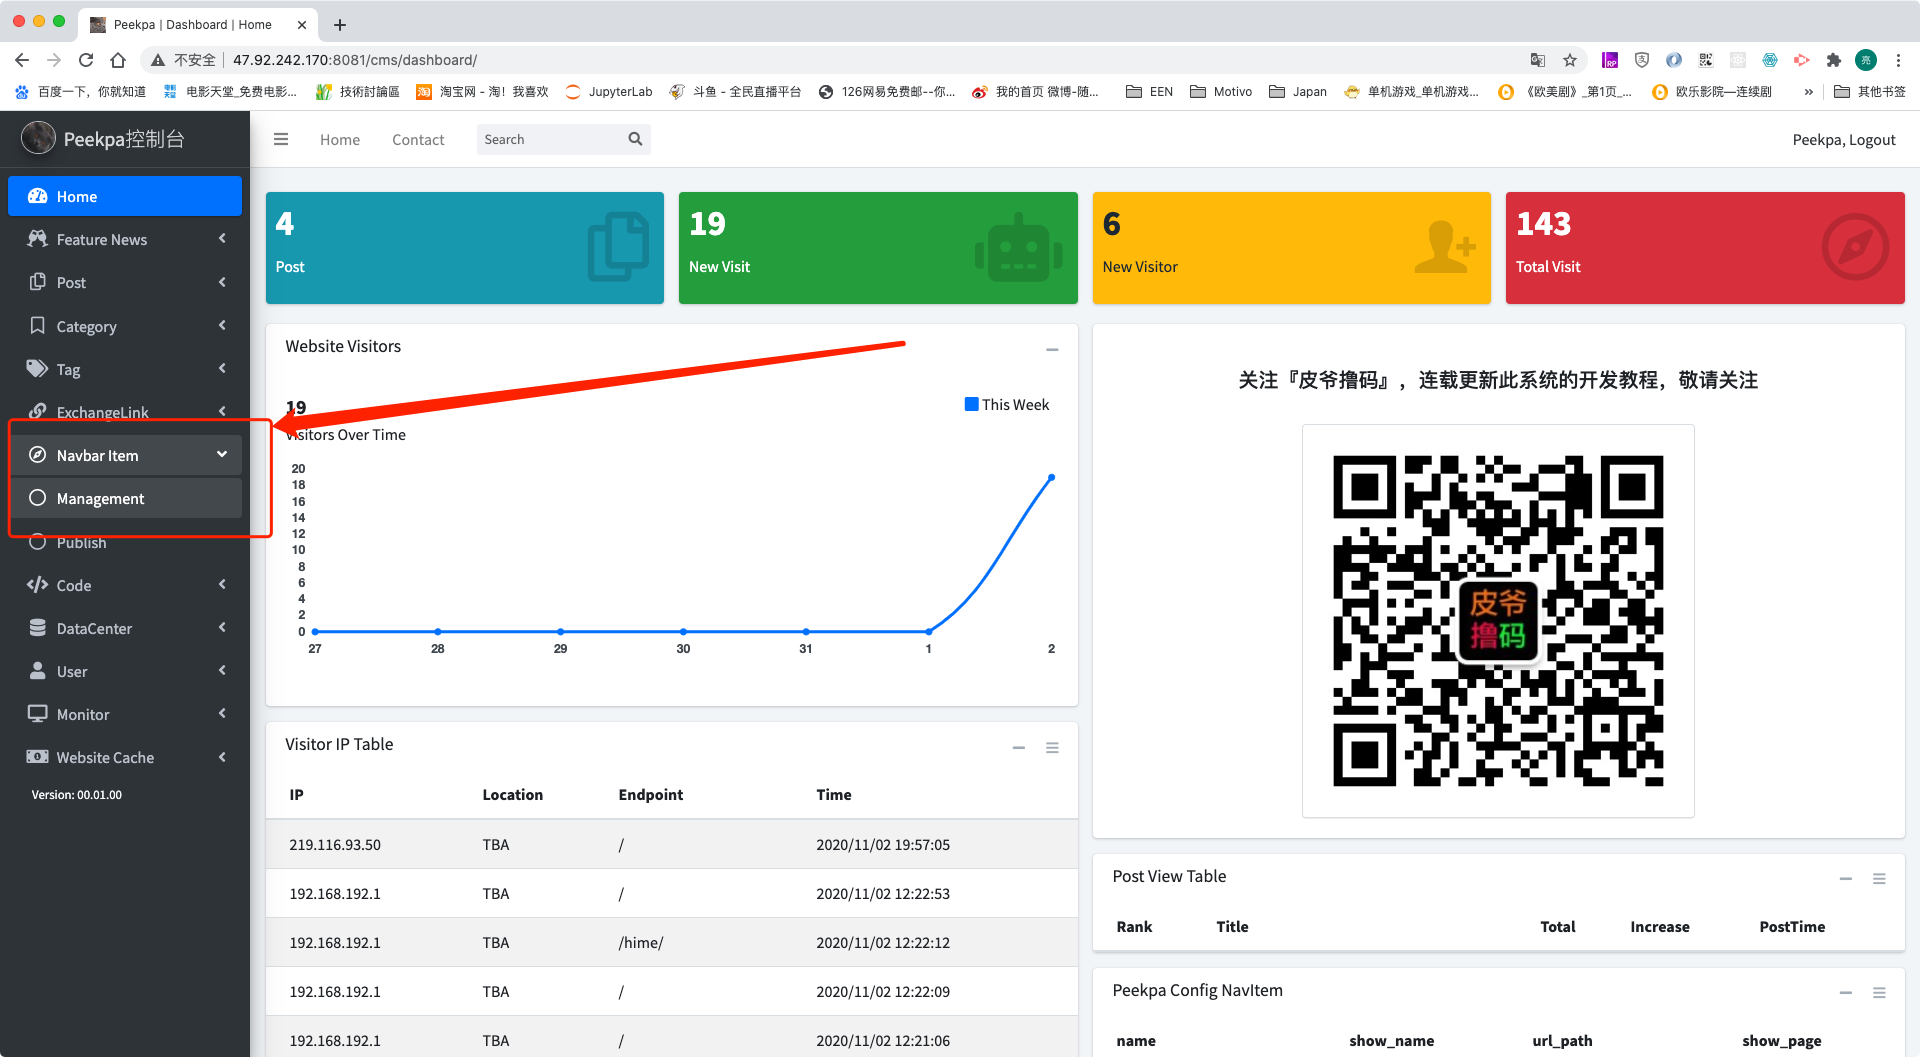 Peekpa | Dashboard | Home
不安全 47.92.242.170:8081/cms/dashboard/
百度一下，你就知道 电影天堂_免费电影... 技術討論區 淘宝网 - 淘！我喜欢 JupyterLab 斗鱼 - 全民直播平台 126网易免费邮--你... 我的首页 微博-随... EEN Motivo Japan 单机游戏_单机游戏... 《欧美剧》_第1页_... 欧乐影院—连续剧 » 其他书签
Peekpa控制台
Home Contact Search Peekpa, Logout
Home
Feature News
Post
Category
Tag
ExchangeLink
Navbar Item
Management
Publish
Code
DataCenter
User
Monitor
Website Cache
Version: 00.01.00
4
Post
19
New Visit
6
New Visitor
143
Total Visit
Website Visitors
19
This Week
Visitors Over Time
20
18
16
14
12
10
8
6
4
2
0
27 28 29 30 31 1 2
关注『皮爷撸码』，连载更新此系统的开发教程，敬请关注
皮爷
撸码
Visitor IP Table
IP Location Endpoint Time
219.116.93.50 TBA / 2020/11/02 19:57:05
192.168.192.1 TBA / 2020/11/02 12:22:53
192.168.192.1 TBA /hime/ 2020/11/02 12:22:12
192.168.192.1 TBA / 2020/11/02 12:22:09
192.168.192.1 TBA / 2020/11/02 12:21:06
Post View Table
Rank Title Total Increase PostTime
Peekpa Config NavItem
name show_name url_path show_page